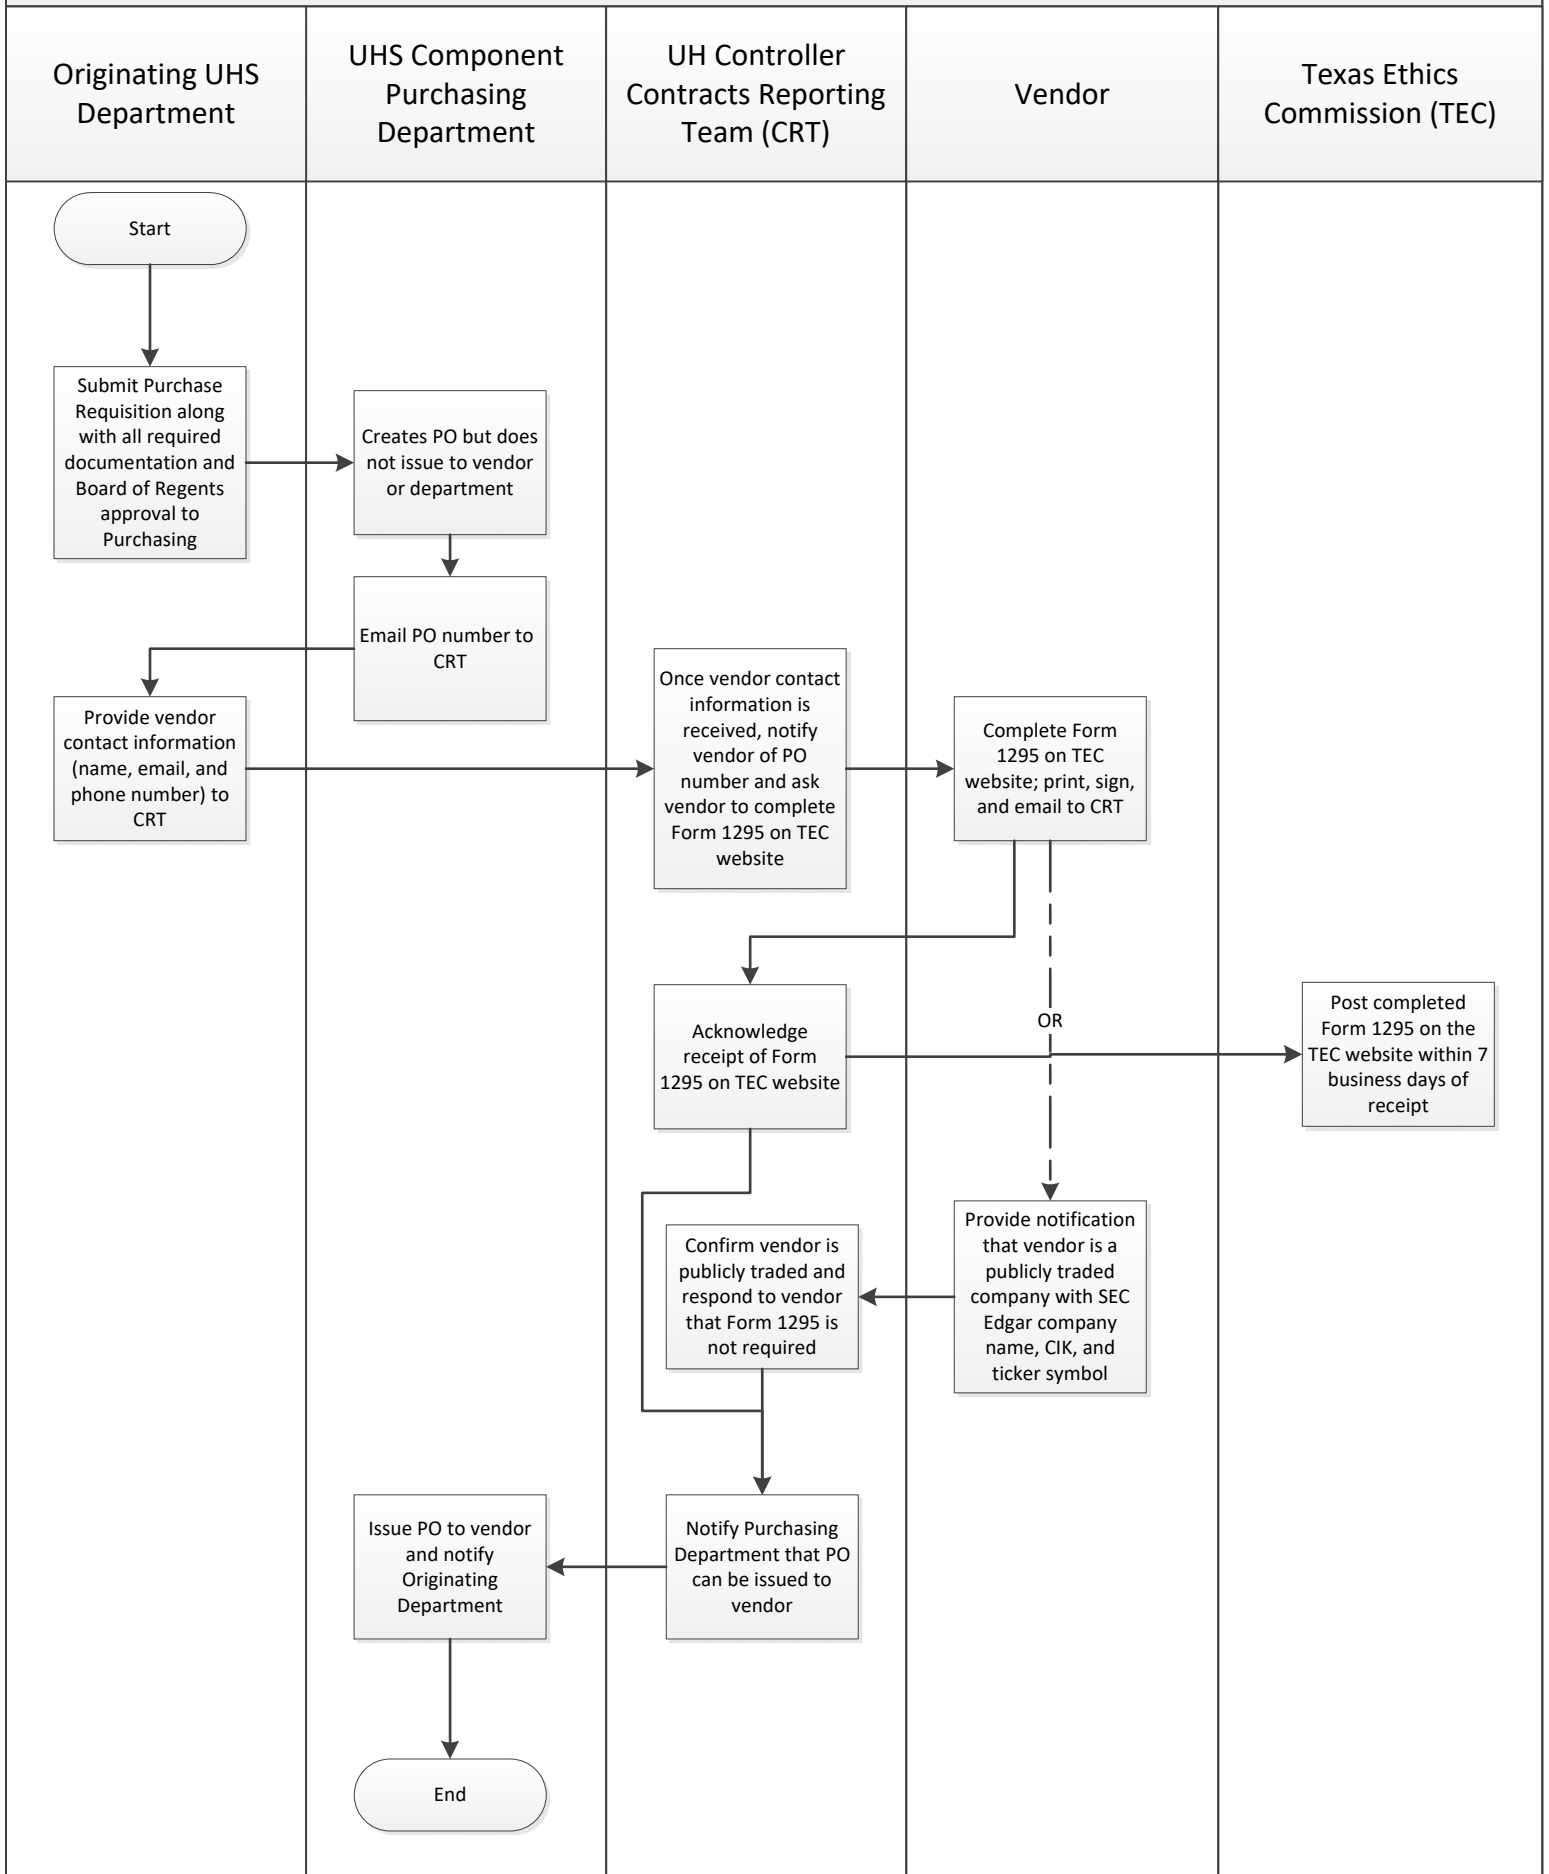 Originating UHS
Department
UHS Component
Purchasing
Department
UH Controller
Contracts Reporting
Team (CRT)
Vendor
Texas Ethics
Commission (TEC)
Start
Submit Purchase
Requisition along
with all required
documentation and
Board of Regents
approval to
Purchasing
Creates PO but does
not issue to vendor
or department
Email PO number to
CRT
Provide vendor
contact information
(name, email, and
phone number) to
CRT
Once vendor contact
information is
received, notify
vendor of PO
number and ask
vendor to complete
Form 1295 on TEC
website
Complete Form
1295 on TEC
website; print, sign,
and email to CRT
OR
Acknowledge
receipt of Form
1295 on TEC website
Post completed
Form 1295 on the
TEC website within 7
business days of
receipt
Provide notification
that vendor is a
publicly traded
company with SEC
Edgar company
name, CIK, and
ticker symbol
Confirm vendor is
publicly traded and
respond to vendor
that Form 1295 is
not required
Notify Purchasing
Department that PO
can be issued to
vendor
Issue PO to vendor
and notify
Originating
Department
End